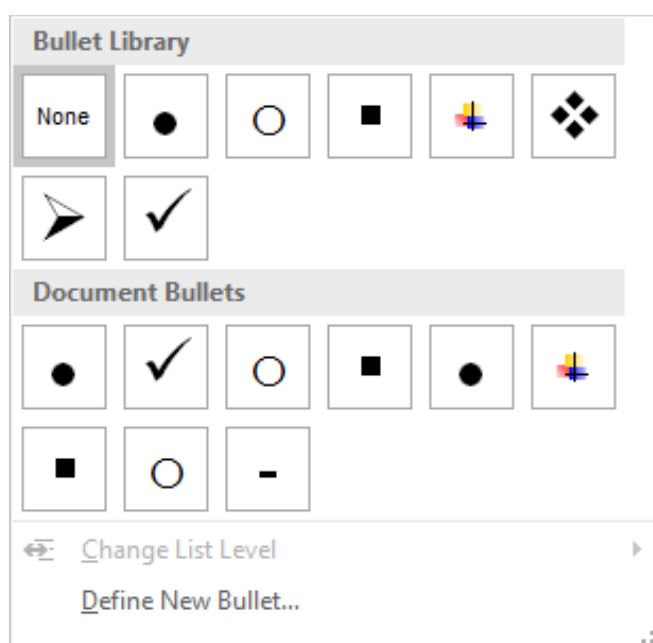 Bullet Library
None
Document Bullets
Change List Level
Define New Bullet...